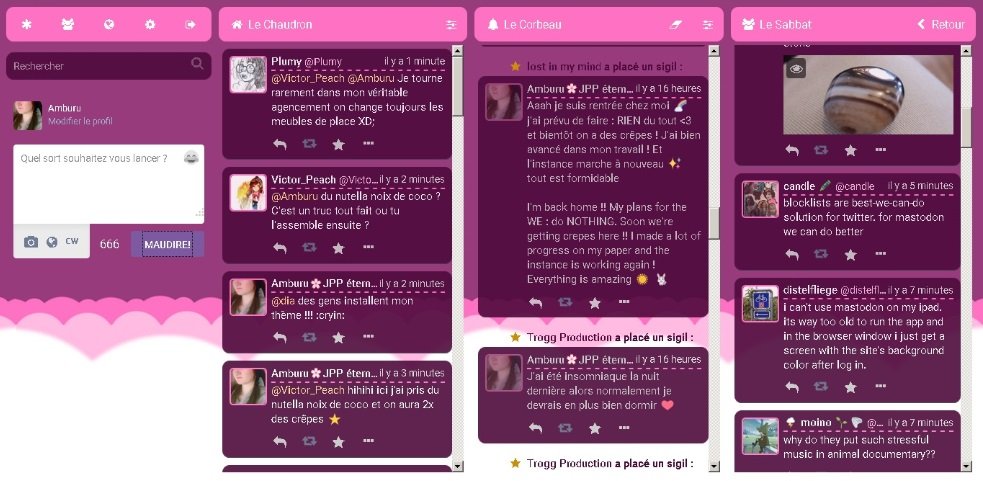 Rechercher
Amburu
Modifier le profil
Quel sort souhaitez vous lancer ?
CW
666
MAUDIRE!
Le Chaudron
Plumy @Plumy il y a 1 minute
@Victor_Peach @Amburu Je tourne
rarement dans mon véritable
agencement on change toujours les
meubles de place XD;
Victor_Peach @Victo... il y a 2 minutes
@Amburu du nutella noix de coco ?
C'est un truc tout fait ou tu
l'assemble ensuite ?
Amburu🌸JPP étern... il y a 2 minutes
@dia des gens installent mon
thème !!! :cryin:
Amburu🌸JPP étern... il y a 3 minutes
@Victor_Peach hihihi ici j'ai pris du
nutella noix de coco et on aura 2x
des crêpes ⭐
Le Corbeau
lost in my mind a placé un sigil :
Amburu🌸JPP étern... il y a 16 heures
Aaah je suis rentrée chez moi
j'ai prévu de faire : RIEN du tout <3
et bientôt on a des crêpes ! J'ai bien
avancé dans mon travail ! Et
l'instance marche à nouveau ✨
tout est formidable
I'm back home !! My plans for the
WE : do NOTHING. Soon we're
getting crepes here !! I made a lot of
progress on my paper and the
instance is working again !
Everything is amazing 🌞 🐰
Trogg Production a placé un sigil :
Amburu🌸JPP étern... il y a 16 heures
J'ai été insomniaque la nuit
dernière alors normalement je
devrais en plus bien dormir ❤️
Trogg Production a placé un sigil :
Le Sabbat
Retour
candle @candle il y a 5 minutes
blocklists are best-we-can-do
solution for twitter. for mastodon
we can do better
distelfliege @distelfl... il y a 7 minutes
i can't use mastodon on my ipad.
its way too old to run the app and
in the browser window i just get a
screen with the site's background
color after log in.
moino @... il y a 7 minutes
why do they put such stressful
music in animal documentary??